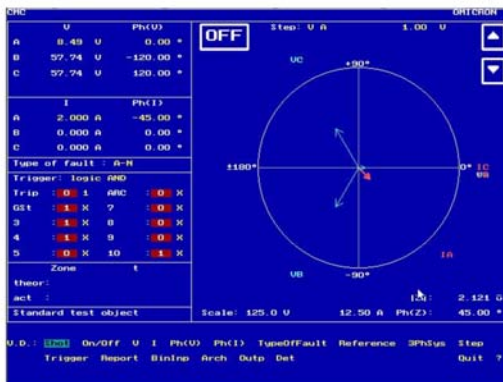 CMC OMICRON
V Ph(V)
A 8.49 V 0.00 °
B 57.74 V -120.00 °
C 57.74 V 120.00 °
I Ph(I)
A 2.000 A -45.00 °
B 0.000 A 0.00 °
C 0.000 A 0.00 °
Type of fault : A-N
Trigger: logic AND
Trip : 0 1 ARC : 0 X
GSt : 1 X 7 : 0 X
3 : 1 X 8 : 0 X
4 : 1 X 9 : 0 X
5 : 0 X 10 : 1 X
Zone t
theor:
act :
Standard test object
OFF
Step: V A 1.00 V
VC
+90°
±180°
0° IC
VB
-90°
IA
2.121 Ω
Scale: 125.0 V 12.50 A Ph(Z): 45.00 °
V.D.: Shot On/Off V I Ph(V) Ph(I) TypeOfFault Reference 3PhSys Step
Trigger Report BinInp Arch Outp Det Quit ?